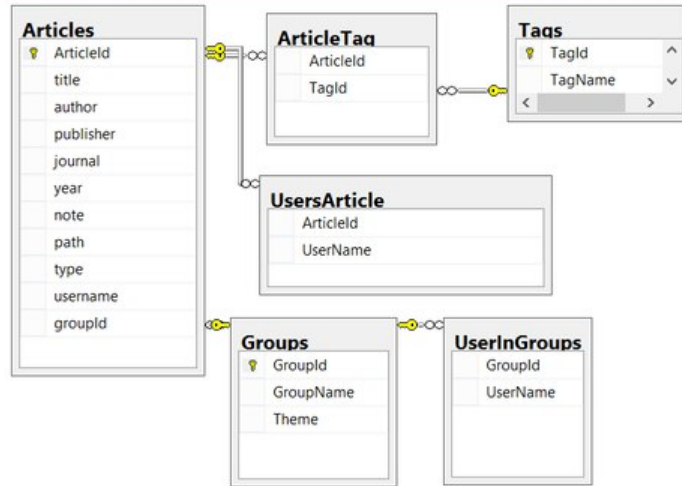 Articles
ArticleId
title
author
publisher
journal
year
note
path
type
username
groupId
ArticleTag
ArticleId
TagId
Tags
TagId
TagName
UsersArticle
ArticleId
UserName
Groups
GroupId
GroupName
Theme
UserInGroups
GroupId
UserName